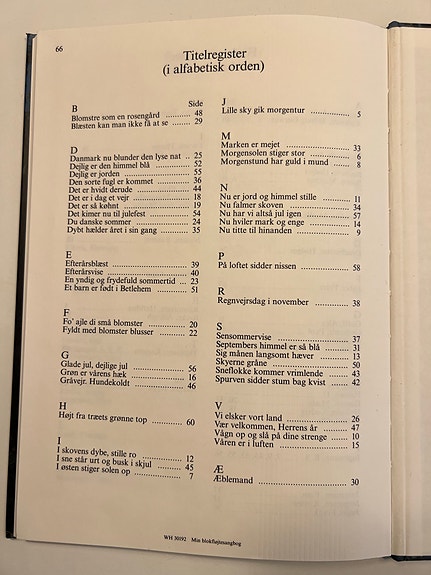 66
Titelregister
(i alfabetisk orden)
B Side
Blomstre som en rosengård ........ 48
Blæsten kan man ikke få at se ....... 29
D
Danmark nu blunder den lyse nat .. 25
Dejlig er den himmel blå ............ 52
Dejlig er jorden ..................... 55
Den sorte fugl er kommet ........... 36
Det er hvidt derude ................. 44
Det er i dag et vejr .................. 18
Det er så køhnt ...................... 19
Det kimer nu til julefest ............. 54
Du danske sommer .................. 24
Dybt hælder året i sin gang .......... 35
E
Efterårsblæst ........................ 39
Efterårsvise .......................... 40
En yndig og frydefuld sommertid ... 23
Et barn er født i Betlehem ........... 51
F
Fo' ajle di små blomster ............. 20
Fyldt med blomster blusser .......... 22
G
Glade jul, dejlige jul ................. 56
Grøn er vårens hæk ................. 16
Gråvejr. Hundekoldt ................ 46
H
Højt fra træets grønne top ........... 60
I
I skovens dybe, stille ro .............. 12
I sne står urt og busk i skjul .......... 45
I østen stiger solen op ................ 7
J
Lille sky gik morgentur .............. 5
M
Marken er mejet .................... 33
Morgensolen stiger stor .............. 6
Morgenstund har guld i mund ....... 8
N
Nu er jord og himmel stille .......... 11
Nu falmer skoven ................... 34
Nu har vi altså jul igen .............. 57
Nu hviler mark og enge .............. 14
Nu titte til hinanden ................. 9
P
På loftet sidder nissen ............... 58
R
Regnvejrsdag i november ............ 38
S
Sensommervise ..................... 37
Septembers himmel er så blå ........ 31
Sig månen langsomt hæver .......... 13
Skyerne gråne ...................... 50
Sneflokke kommer vrimlende ....... 43
Spurven sidder stum bag kvist ....... 42
V
Vi elsker vort land ................... 26
Vær velkommen, Herrens år ........ 47
Vågn op og slå på dine strenge ...... 10
Våren er i luften ..................... 15
Æ
Æblemand .......................... 30
WH 30192 Min blokfløjtesangbog